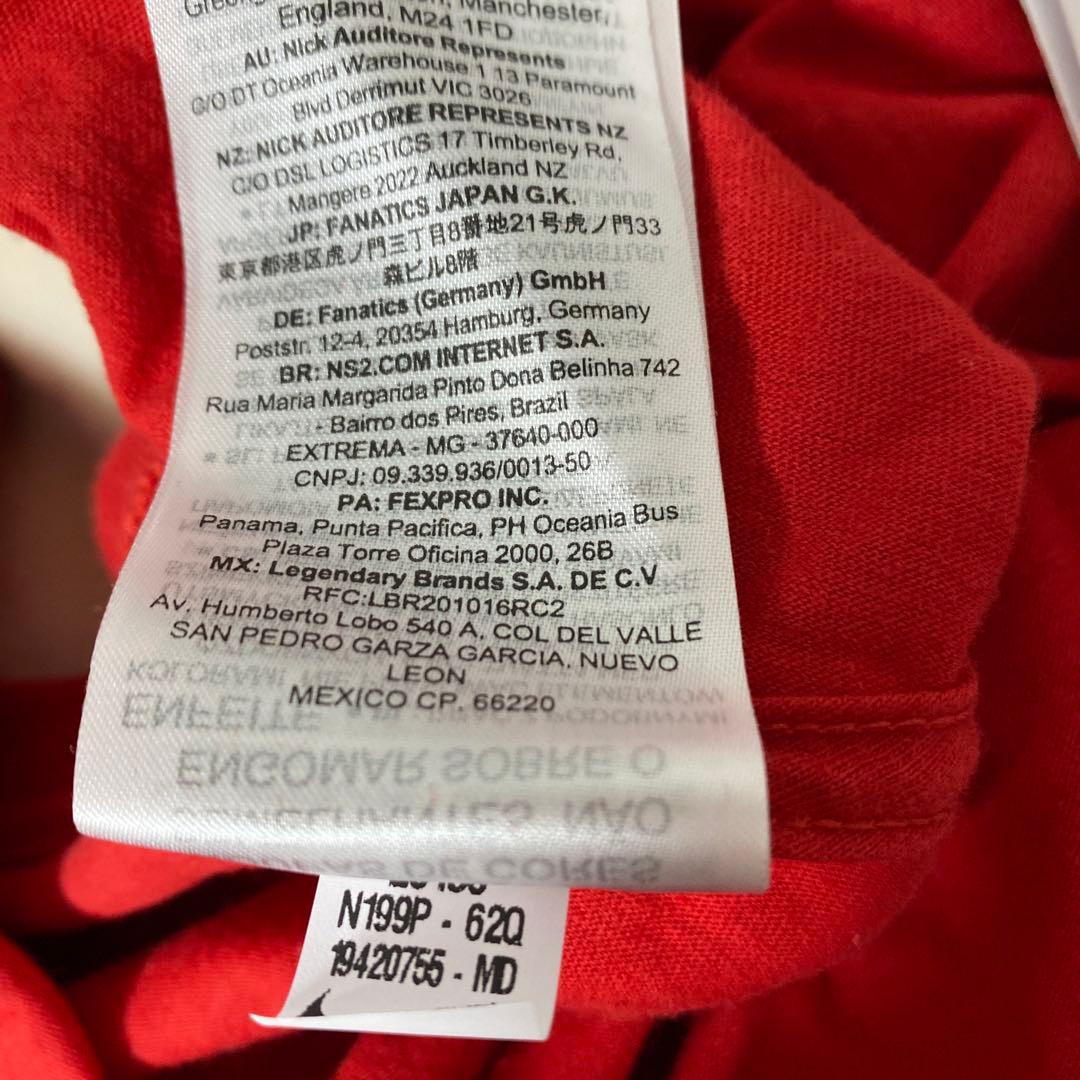 Manchester,
England, M24 1FD
AU: Nick Auditore Represents
C/O DT Oceania Warehouse 1 13 Paramount
Blvd Derrimut VIC 3026
NZ: NICK AUDITORE REPRESENTS NZ
C/O DSL LOGISTICS 17 Timberley Rd,
Mangere 2022 Auckland NZ
JP: FANATICS JAPAN G.K.
東京都港区虎ノ門三丁目8番地21号虎ノ門33
森ビル8階
DE: Fanatics (Germany) GmbH
Poststr. 12-4, 20354 Hamburg, Germany
BR: NS2.COM INTERNET S.A.
Rua Maria Margarida Pinto Dona Belinha 742
- Bairro dos Pires, Brazil
EXTREMA - MG - 37640-000
CNPJ: 09.339.936/0013-50
PA: FEXPRO INC.
Panama, Punta Pacifica, PH Oceania Bus
Plaza Torre Oficina 2000, 26B
MX: Legendary Brands S.A. DE C.V
RFC:LBR201016RC2
Av. Humberto Lobo 540 A, COL DEL VALLE
SAN PEDRO GARZA GARCIA, NUEVO
LEON
MEXICO CP. 66220
ENFEITE
ENGOMAR SOBRE O
NÃO
DE CORES
N199P - 62Q
19420755 - MD